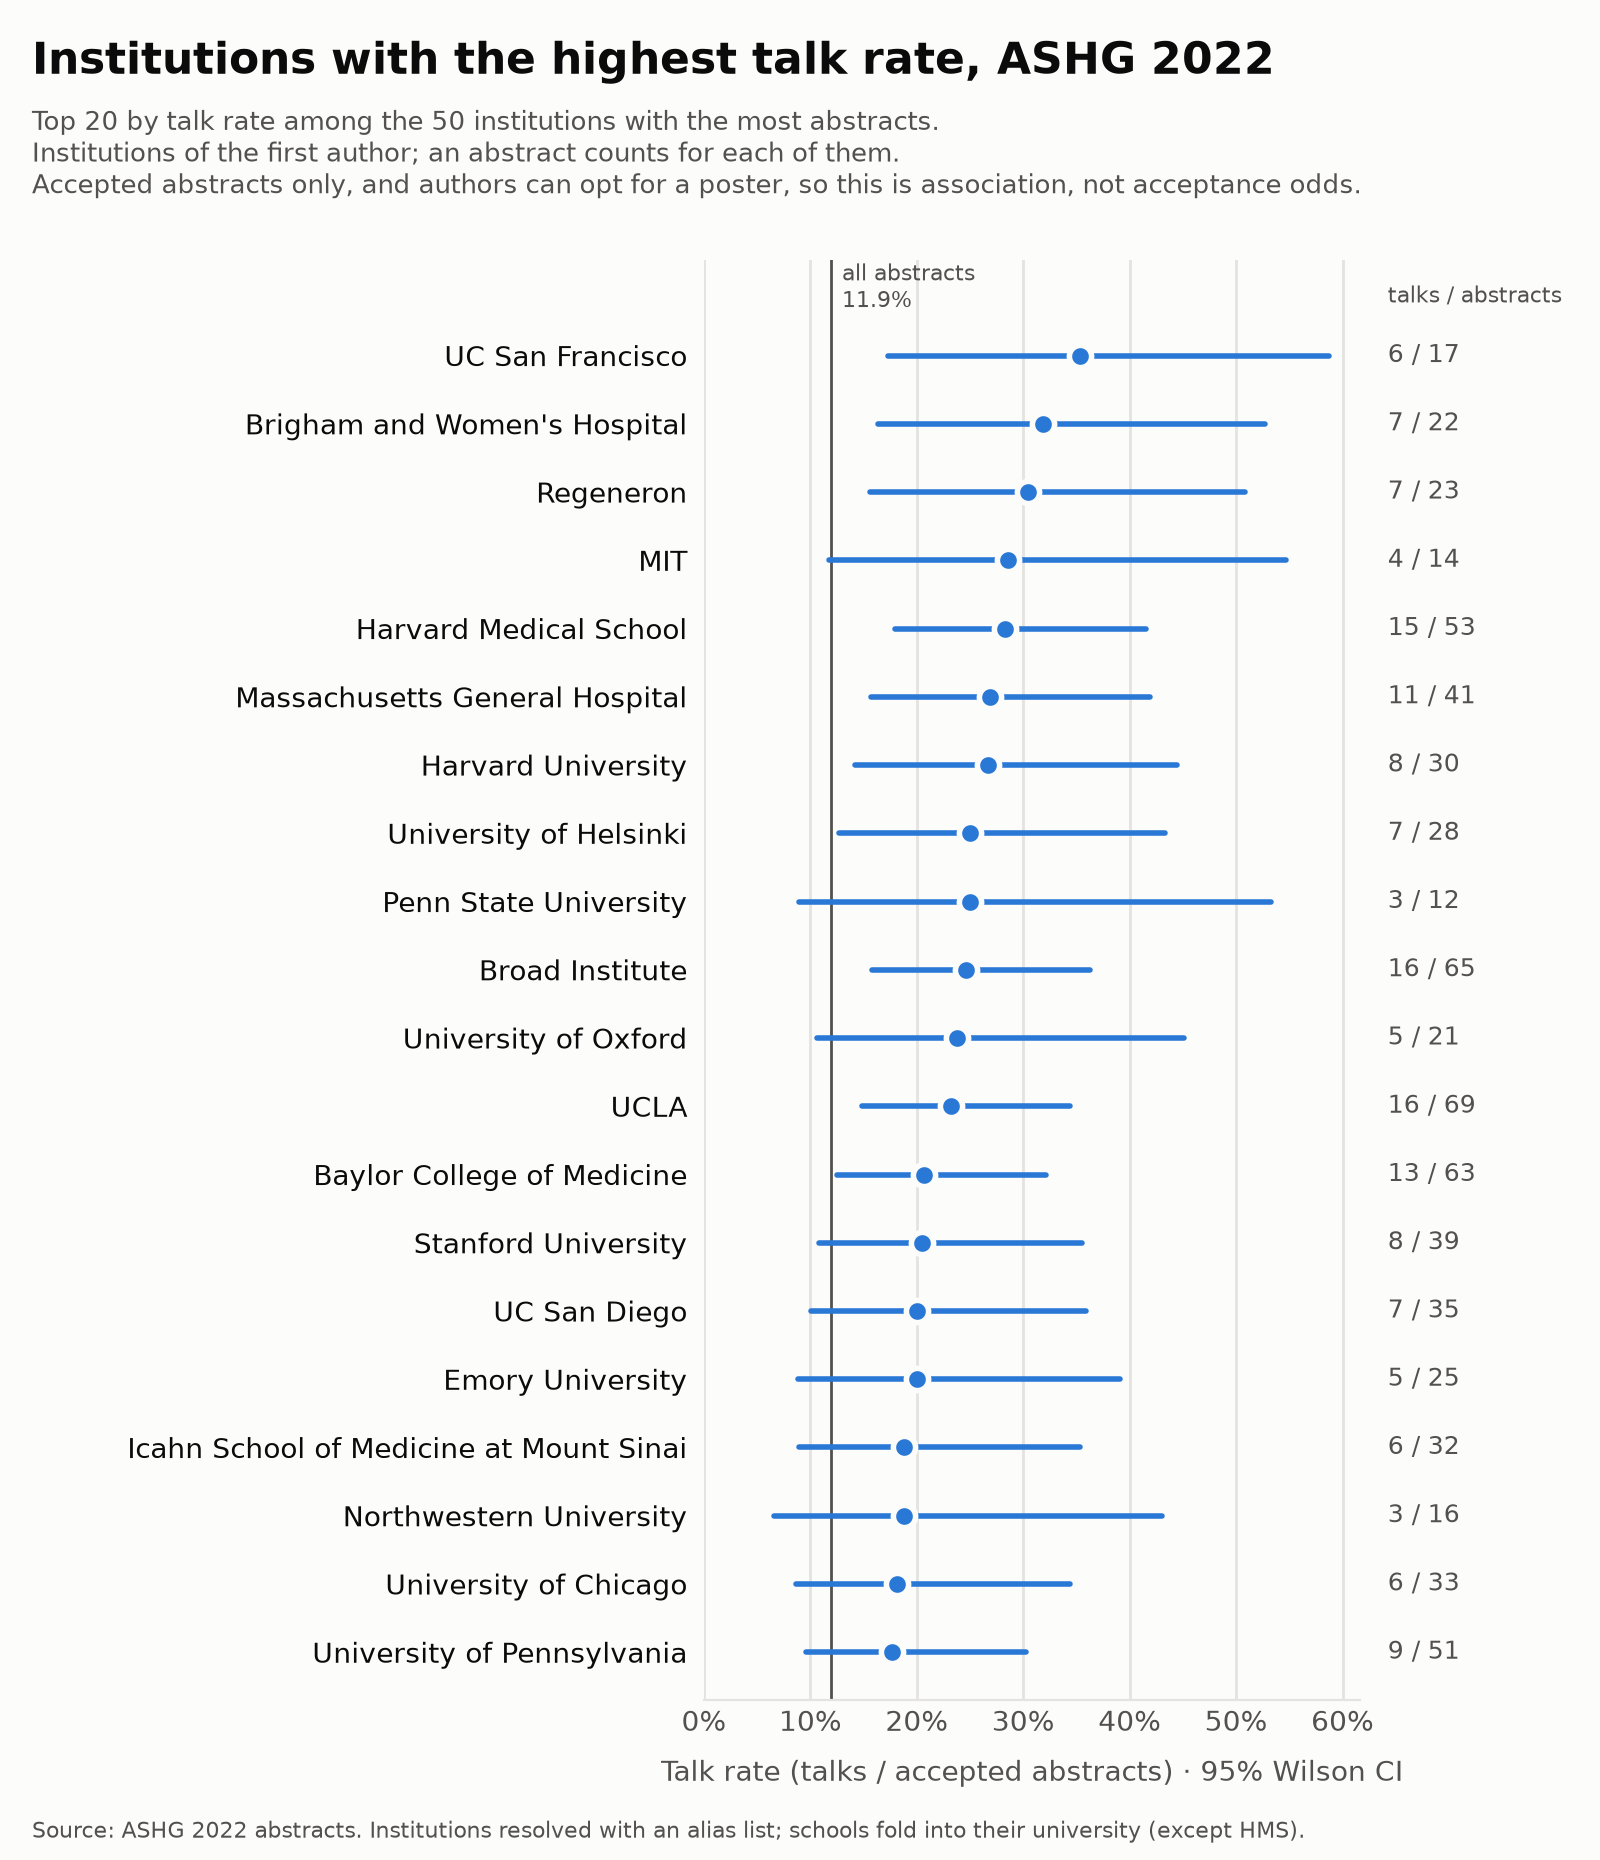 Institutions with the highest talk rate, ASHG 2022
Top 20 by talk rate among the 50 institutions with the most abstracts.
Institutions of the first author; an abstract counts for each of them.
Accepted abstracts only, and authors can opt for a poster, so this is association, not acceptance odds.
all abstracts
11.9%
talks / abstracts
UC San Francisco 6 / 17
Brigham and Women's Hospital 7 / 22
Regeneron 7 / 23
MIT 4 / 14
Harvard Medical School 15 / 53
Massachusetts General Hospital 11 / 41
Harvard University 8 / 30
University of Helsinki 7 / 28
Penn State University 3 / 12
Broad Institute 16 / 65
University of Oxford 5 / 21
UCLA 16 / 69
Baylor College of Medicine 13 / 63
Stanford University 8 / 39
UC San Diego 7 / 35
Emory University 5 / 25
Icahn School of Medicine at Mount Sinai 6 / 32
Northwestern University 3 / 16
University of Chicago 6 / 33
University of Pennsylvania 9 / 51
0% 10% 20% 30% 40% 50% 60%
Talk rate (talks / accepted abstracts) · 95% Wilson CI
Source: ASHG 2022 abstracts. Institutions resolved with an alias list; schools fold into their university (except HMS).